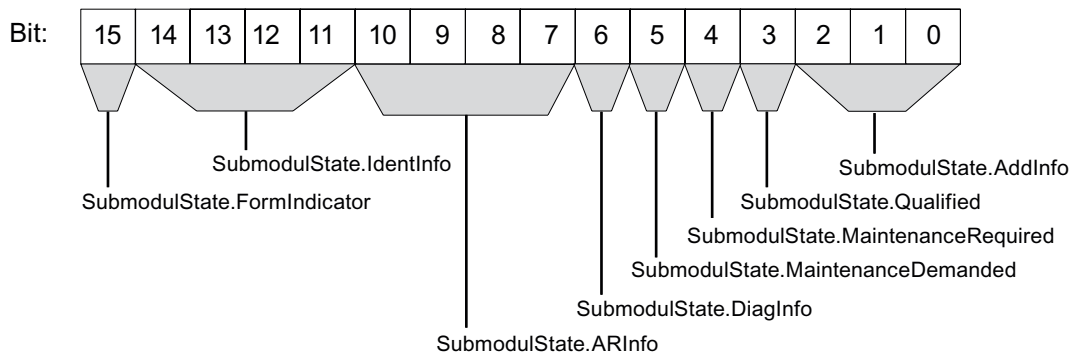 Bit: 15 14 13 12 11 10 9 8 7 6 5 4 3 2 1 0
SubmodulState.IdentInfo SubmodulState.AddInfo
SubmodulState.FormIndicator SubmodulState.Qualified
SubmodulState.MaintenanceRequired
SubmodulState.MaintenanceDemanded
SubmodulState.DiagInfo
SubmodulState.ARInfo